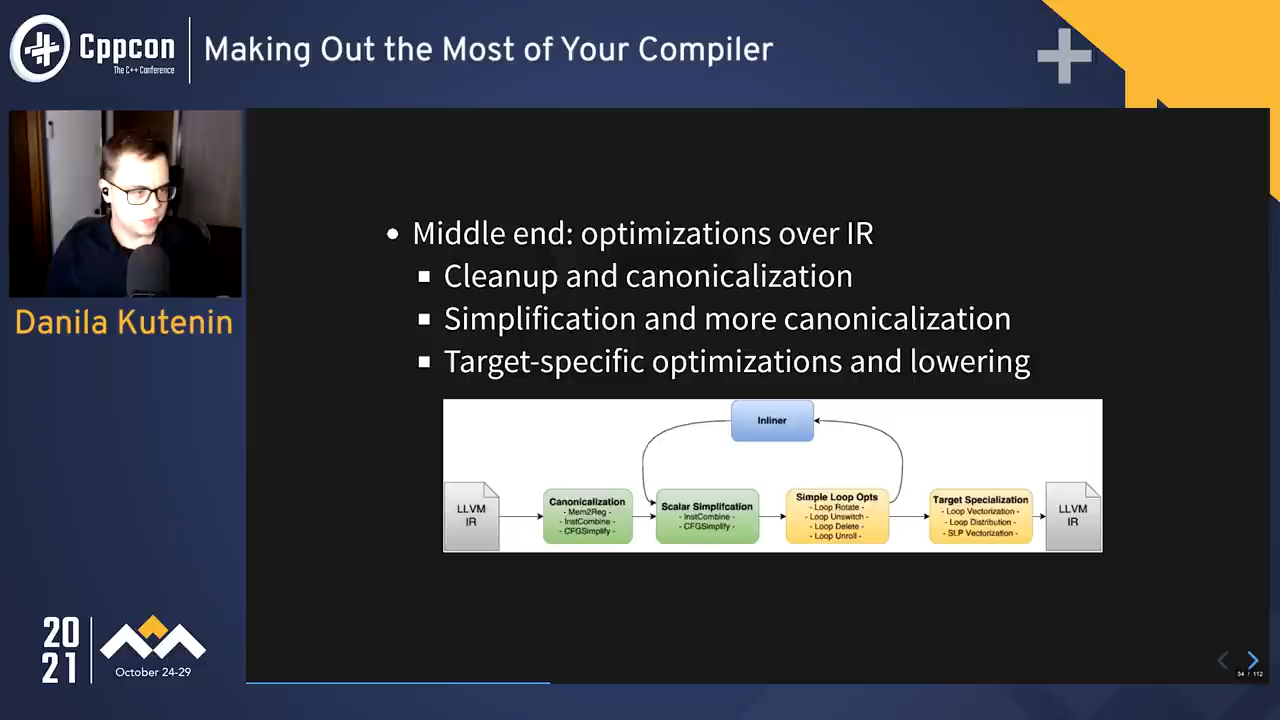 Cppcon
The C++ Conference
Making Out the Most of Your Compiler
Danila Kutenin
Middle end: optimizations over IR
Cleanup and canonicalization
Simplification and more canonicalization
Target-specific optimizations and lowering
Inliner
LLVM
IR
Canonicalization
- Mem2Reg -
- InstCombine -
- CFGSimplify -
Scalar Simplifcation
- InstCombine -
- CFGSimplify -
Simple Loop Opts
- Loop Rotate -
- Loop Unswitch -
- Loop Delete -
- Loop Unroll -
Target Specialization
- Loop Vectorization -
- Loop Distribution -
- SLP Vectorization -
LLVM
IR
20
21
October 24-29
34 / 112